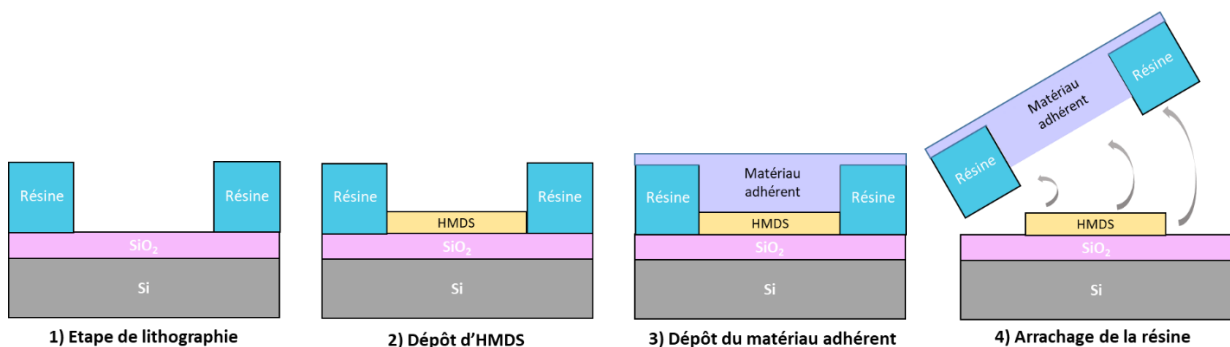 Résine
Résine
SiO₂
Si
1) Etape de lithographie
Résine
Résine
HMDS
SiO₂
Si
2) Dépôt d'HMDS
Matériau
adhérent
Résine
Résine
HMDS
SiO₂
Si
3) Dépôt du matériau adhérent
Résine
Matériau
adhérent
Résine
HMDS
SiO₂
Si
4) Arrachage de la résine